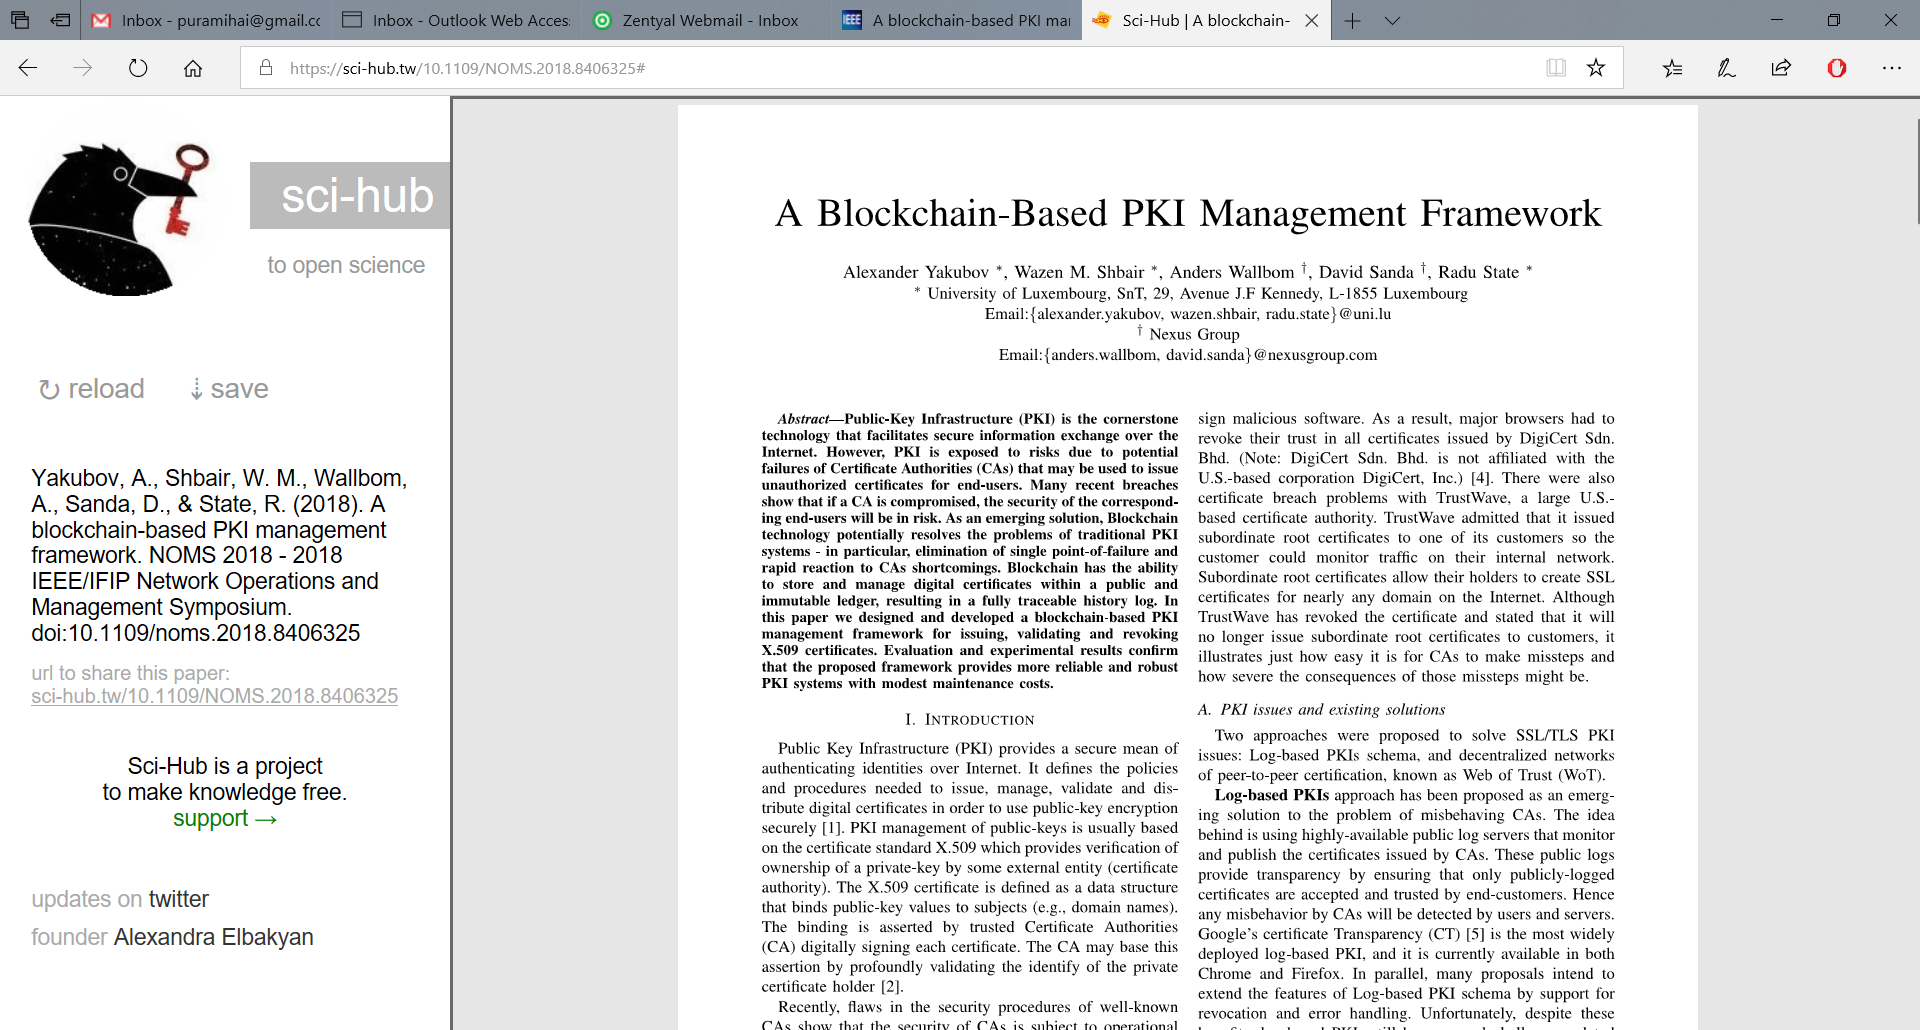 Inbox - puramihai@gmail.cc
Inbox - Outlook Web Acces
Zentyal Webmail - Inbox
IEEE
A blockchain-based PKI mai
Sci-Hub | A blockchain-
https://sci-hub.tw/10.1109/NOMS.2018.8406325#
sci-hub
to open science
↻ reload
⇣ save
Yakubov, A., Shbair, W. M., Wallbom,
A., Sanda, D., & State, R. (2018). A
blockchain-based PKI management
framework. NOMS 2018 - 2018
IEEE/IFIP Network Operations and
Management Symposium.
doi:10.1109/noms.2018.8406325
url to share this paper:
sci-hub.tw/10.1109/NOMS.2018.8406325
Sci-Hub is a project
to make knowledge free.
support →
updates on twitter
founder Alexandra Elbakyan
A Blockchain-Based PKI Management Framework
Alexander Yakubov *, Wazen M. Shbair *, Anders Wallbom †, David Sanda †, Radu State *
* University of Luxembourg, SnT, 29, Avenue J.F Kennedy, L-1855 Luxembourg
Email:{alexander.yakubov, wazen.shbair, radu.state}@uni.lu
† Nexus Group
Email:{anders.wallbom, david.sanda}@nexusgroup.com
Abstract—Public-Key Infrastructure (PKI) is the cornerstone
technology that facilitates secure information exchange over the
Internet. However, PKI is exposed to risks due to potential
failures of Certificate Authorities (CAs) that may be used to issue
unauthorized certificates for end-users. Many recent breaches
show that if a CA is compromised, the security of the correspond-
ing end-users will be in risk. As an emerging solution, Blockchain
technology potentially resolves the problems of traditional PKI
systems - in particular, elimination of single point-of-failure and
rapid reaction to CAs shortcomings. Blockchain has the ability
to store and manage digital certificates within a public and
immutable ledger, resulting in a fully traceable history log. In
this paper we designed and developed a blockchain-based PKI
management framework for issuing, validating and revoking
X.509 certificates. Evaluation and experimental results confirm
that the proposed framework provides more reliable and robust
PKI systems with modest maintenance costs.
I. INTRODUCTION
Public Key Infrastructure (PKI) provides a secure mean of
authenticating identities over Internet. It defines the policies
and procedures needed to issue, manage, validate and dis-
tribute digital certificates in order to use public-key encryption
securely [1]. PKI management of public-keys is usually based
on the certificate standard X.509 which provides verification of
ownership of a private-key by some external entity (certificate
authority). The X.509 certificate is defined as a data structure
that binds public-key values to subjects (e.g., domain names).
The binding is asserted by trusted Certificate Authorities
(CA) digitally signing each certificate. The CA may base this
assertion by profoundly validating the identify of the private
certificate holder [2].
Recently, flaws in the security procedures of well-known
CAs show that the security of CAs is subject to operational
sign malicious software. As a result, major browsers had to
revoke their trust in all certificates issued by DigiCert Sdn.
Bhd. (Note: DigiCert Sdn. Bhd. is not affiliated with the
U.S.-based corporation DigiCert, Inc.) [4]. There were also
certificate breach problems with TrustWave, a large U.S.-
based certificate authority. TrustWave admitted that it issued
subordinate root certificates to one of its customers so the
customer could monitor traffic on their internal network.
Subordinate root certificates allow their holders to create SSL
certificates for nearly any domain on the Internet. Although
TrustWave has revoked the certificate and stated that it will
no longer issue subordinate root certificates to customers, it
illustrates just how easy it is for CAs to make missteps and
how severe the consequences of those missteps might be.
A. PKI issues and existing solutions
Two approaches were proposed to solve SSL/TLS PKI
issues: Log-based PKIs schema, and decentralized networks
of peer-to-peer certification, known as Web of Trust (WoT).
Log-based PKIs approach has been proposed as an emerg-
ing solution to the problem of misbehaving CAs. The idea
behind is using highly-available public log servers that monitor
and publish the certificates issued by CAs. These public logs
provide transparency by ensuring that only publicly-logged
certificates are accepted and trusted by end-customers. Hence
any misbehavior by CAs will be detected by users and servers.
Google's certificate Transparency (CT) [5] is the most widely
deployed log-based PKI, and it is currently available in both
Chrome and Firefox. In parallel, many proposals intend to
extend the features of Log-based PKI schema by support for
revocation and error handling. Unfortunately, despite these